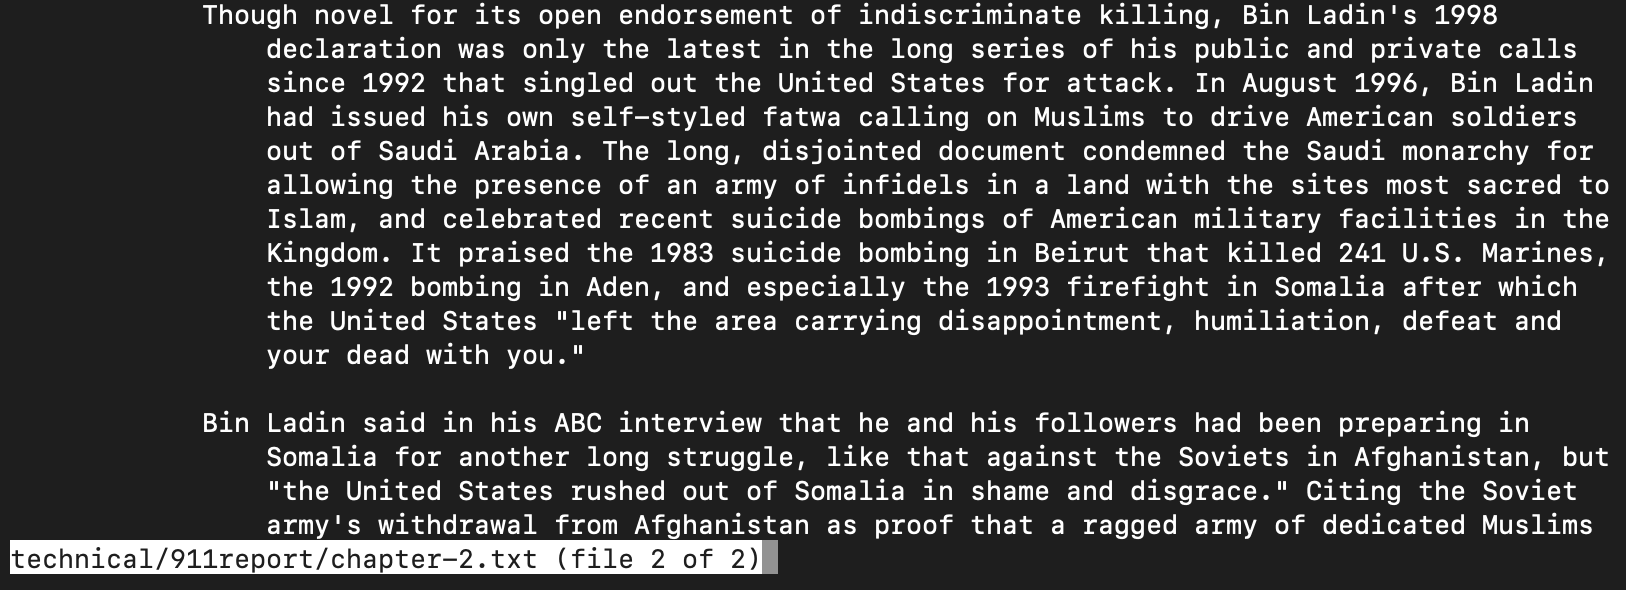 Though novel for its open endorsement of indiscriminate killing, Bin Ladin's 1998
declaration was only the latest in the long series of his public and private calls
since 1992 that singled out the United States for attack. In August 1996, Bin Ladin
had issued his own self-styled fatwa calling on Muslims to drive American soldiers
out of Saudi Arabia. The long, disjointed document condemned the Saudi monarchy for
allowing the presence of an army of infidels in a land with the sites most sacred to
Islam, and celebrated recent suicide bombings of American military facilities in the
Kingdom. It praised the 1983 suicide bombing in Beirut that killed 241 U.S. Marines,
the 1992 bombing in Aden, and especially the 1993 firefight in Somalia after which
the United States "left the area carrying disappointment, humiliation, defeat and
your dead with you."
Bin Ladin said in his ABC interview that he and his followers had been preparing in
Somalia for another long struggle, like that against the Soviets in Afghanistan, but
"the United States rushed out of Somalia in shame and disgrace." Citing the Soviet
army's withdrawal from Afghanistan as proof that a ragged army of dedicated Muslims
technical/911report/chapter-2.txt (file 2 of 2)